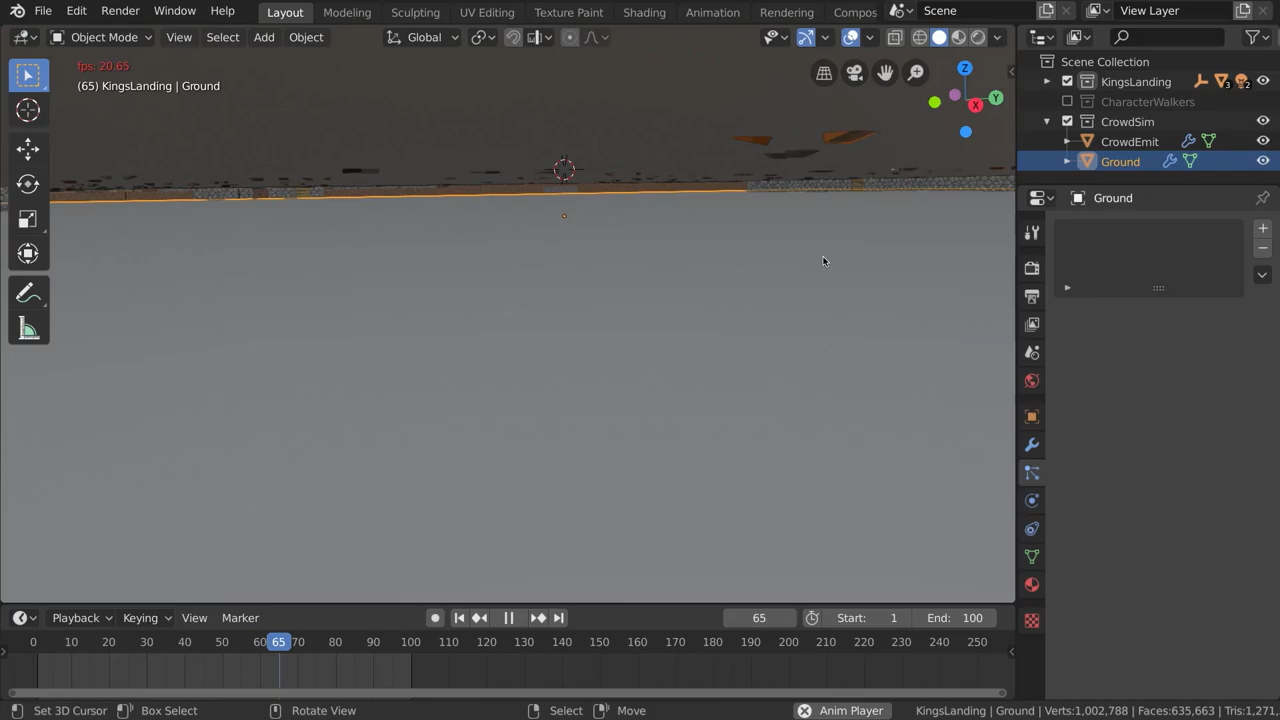 File Edit Render Window Help Layout Modeling Sculpting UV Editing Texture Paint Shading Animation Rendering Compos Scene View Layer
Object Mode View Select Add Object Global
fps: 20.65
(65) KingsLanding | Ground
Z
Y
X
Scene Collection
KingsLanding 3 2
CharacterWalkers
CrowdSim
CrowdEmit
Ground
Ground
Playback Keying View Marker 65 Start: 1 End: 100
0 10 20 30 40 50 60 65 70 80 90 100 110 120 130 140 150 160 170 180 190 200 210 220 230 240 250
Set 3D Cursor Box Select Rotate View Select Move Anim Player KingsLanding | Ground | Verts:1,002,788 | Faces:635,663 | Tris:1,271,